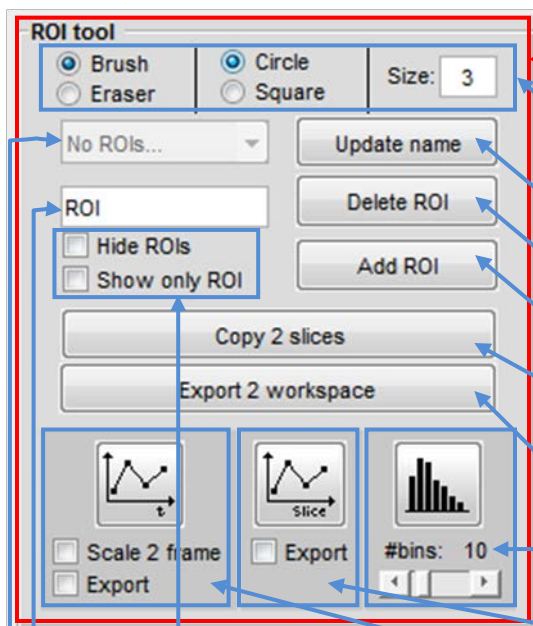 ROI tool
Brush Circle Size: 3
Eraser Square
No ROIs... Update name
ROI Delete ROI
Hide ROIs
Show only ROI Add ROI
Copy 2 slices
Export 2 workspace
t Slice
Scale 2 frame Export #bins: 10
Export